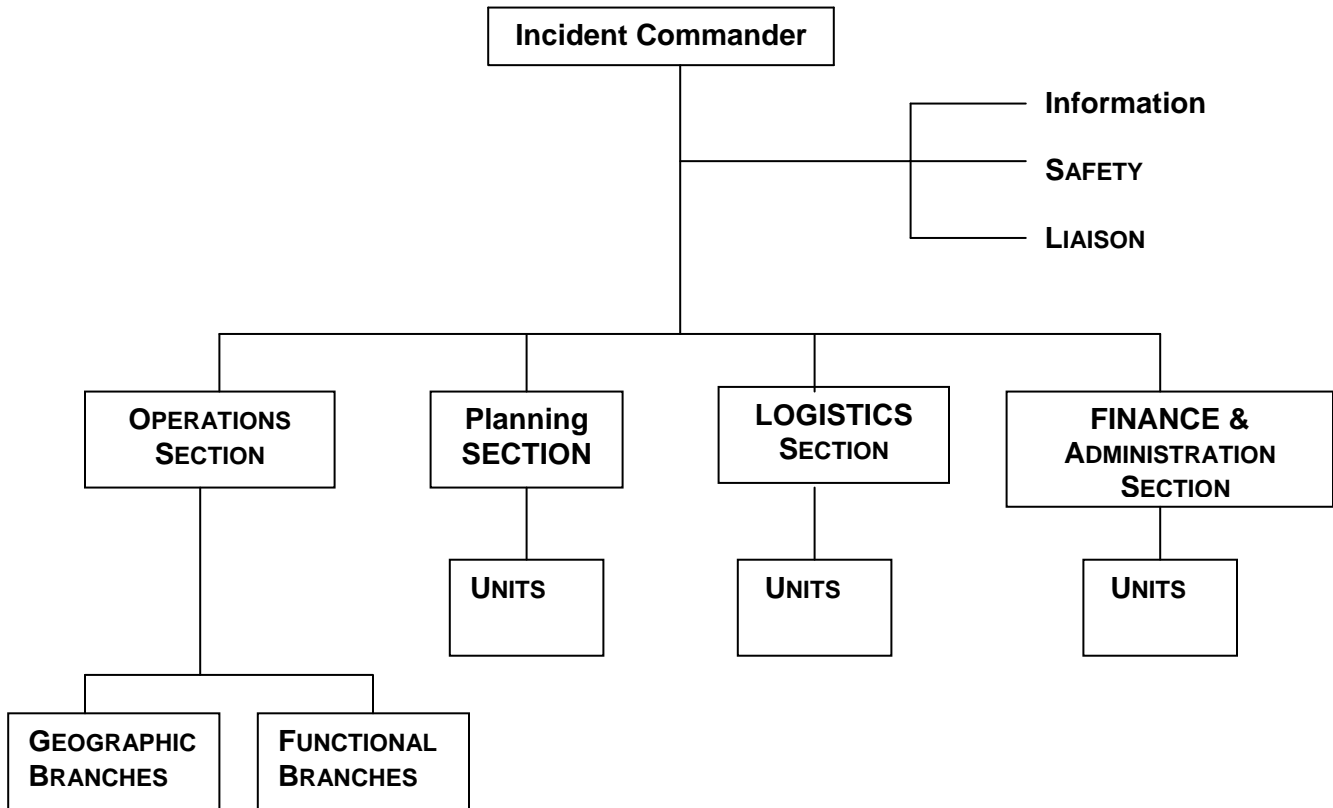 Incident Commander
Information
SAFETY
LIAISON
OPERATIONS
SECTION
Planning
SECTION
LOGISTICS
SECTION
FINANCE &
ADMINISTRATION
SECTION
UNITS
UNITS
UNITS
GEOGRAPHIC
BRANCHES
FUNCTIONAL
BRANCHES